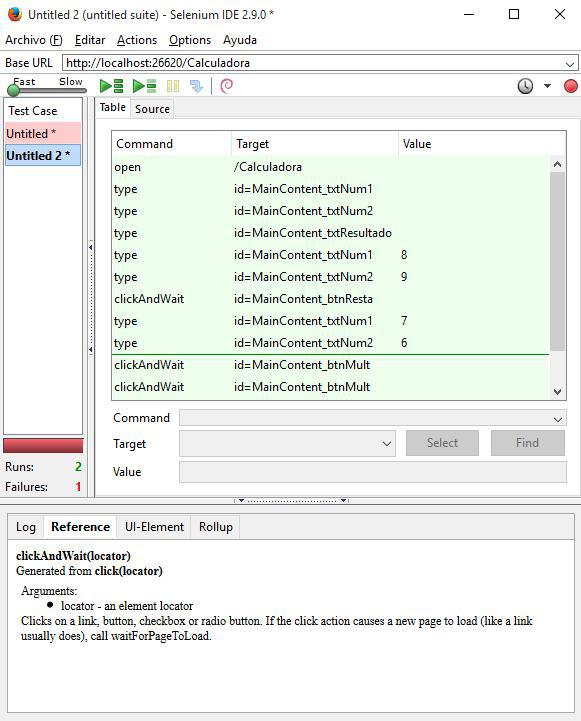 Untitled 2 (untitled suite) - Selenium IDE 2.9.0 *
Archivo (F) Editar Actions Options Ayuda
Base URL http://localhost:26620/Calculadora
Fast Slow
Test Case
Untitled *
Untitled 2 *
Runs: 2
Failures: 1
Table Source
Command Target Value
open /Calculadora
type id=MainContent_txtNum1
type id=MainContent_txtNum2
type id=MainContent_txtResultado
type id=MainContent_txtNum1 8
type id=MainContent_txtNum2 9
clickAndWait id=MainContent_btnResta
type id=MainContent_txtNum1 7
type id=MainContent_txtNum2 6
clickAndWait id=MainContent_btnMult
clickAndWait id=MainContent_btnMult
Command
Target Select Find
Value
Log Reference UI-Element Rollup
clickAndWait(locator)
Generated from click(locator)
Arguments:
• locator - an element locator
Clicks on a link, button, checkbox or radio button. If the click action causes a new page to load (like a link
usually does), call waitForPageToLoad.